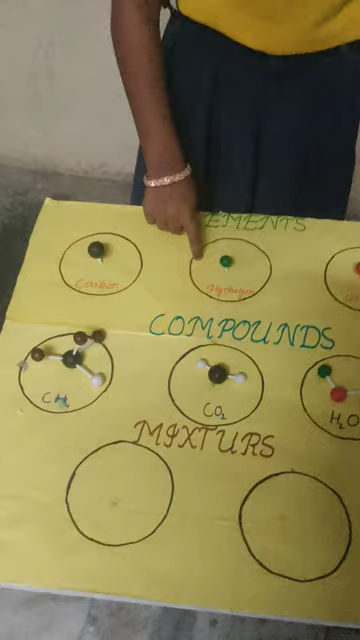 EMENTS
Carbon Hydrogen
COMPOUNDS
CH4 CO2 H2O
MIXTURS